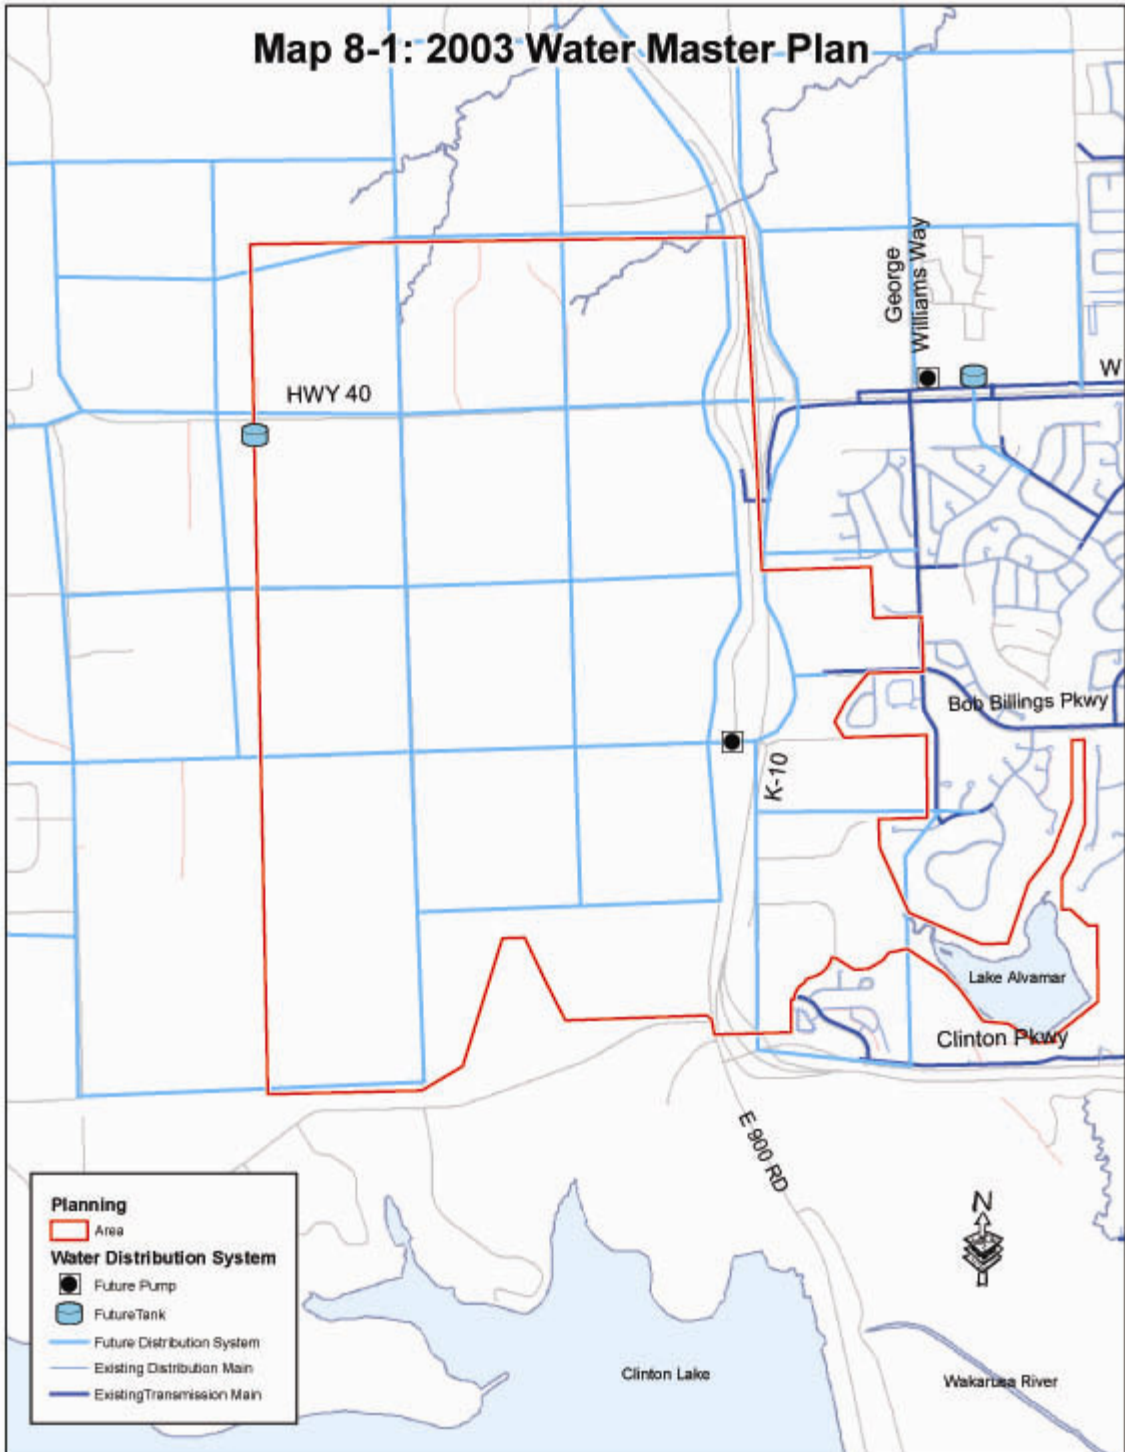 Map 8-1: 2003 Water Master Plan
George
Williams Way
W
HWY 40
Bob Billings Pkwy
K-10
Lake Alvamar
Clinton Pkwy
E 900 RD
N
Planning
Area
Water Distribution System
Future Pump
FutureTank
Future Distribution System
Existing Distribution Main
ExistingTransmission Main
Clinton Lake
Wakarusa River